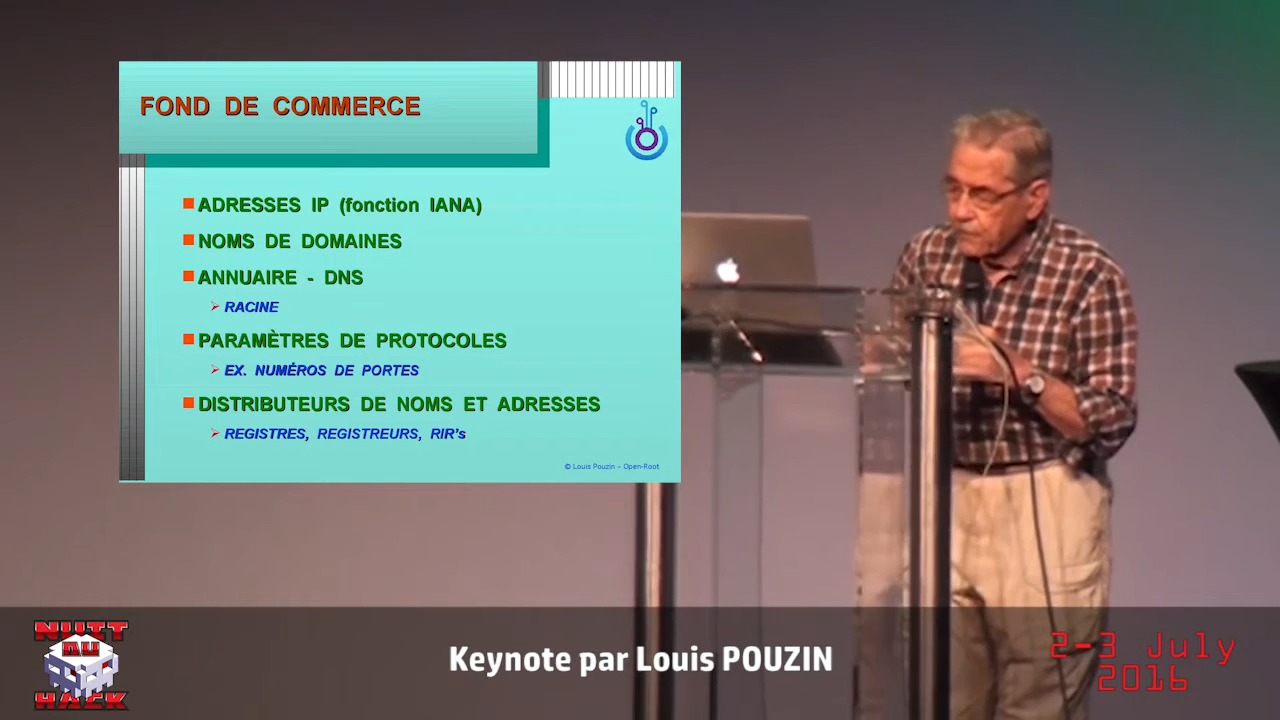 FOND DE COMMERCE
ADRESSES IP (fonction IANA)
NOMS DE DOMAINES
ANNUAIRE - DNS
RACINE
PARAMÈTRES DE PROTOCOLES
EX. NUMÉROS DE PORTES
DISTRIBUTEURS DE NOMS ET ADRESSES
REGISTRES, REGISTREURS, RIR's
© Louis Pouzin - Open-Root
NUIT
DU
HACK
Keynote par Louis POUZIN
2-3 July
2016